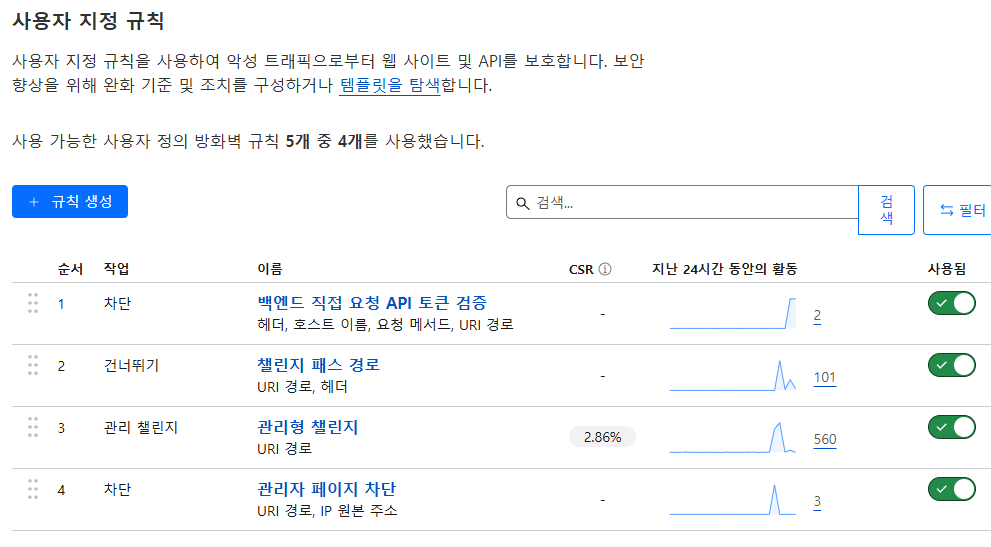 사용자 지정 규칙
사용자 지정 규칙을 사용하여 악성 트래픽으로부터 웹 사이트 및 API를 보호합니다. 보안
향상을 위해 완화 기준 및 조치를 구성하거나 템플릿을 탐색합니다.
사용 가능한 사용자 정의 방화벽 규칙 5개 중 4개를 사용했습니다.
+ 규칙 생성
검색...
검
색
필터
순서 작업 이름 CSR 지난 24시간 동안의 활동 사용됨
1 차단 백엔드 직접 요청 API 토큰 검증 - 2
헤더, 호스트 이름, 요청 메서드, URI 경로
2 건너뛰기 챌린지 패스 경로 - 101
URI 경로, 헤더
3 관리 챌린지 관리형 챌린지 2.86% 560
URI 경로
4 차단 관리자 페이지 차단 - 3
URI 경로, IP 원본 주소